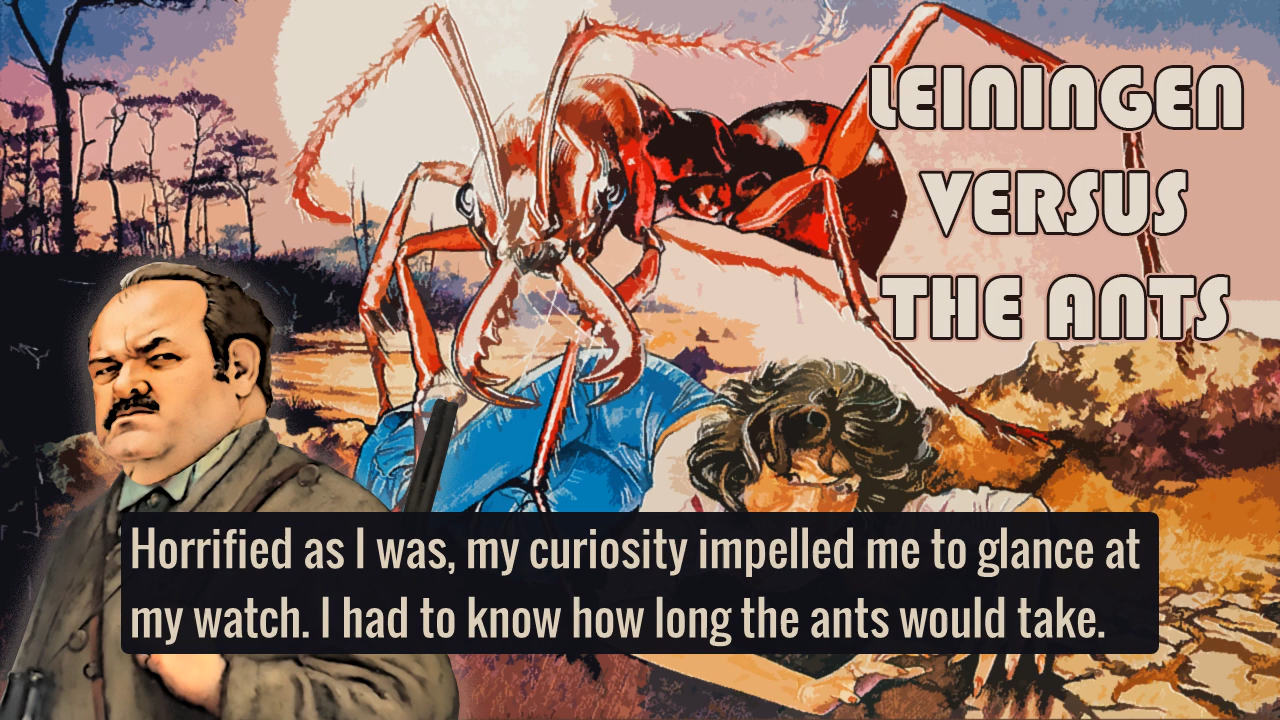 LEININGEN
VERSUS
THE ANTS
Horrified as I was, my curiosity impelled me to glance at
my watch. I had to know how long the ants would take.